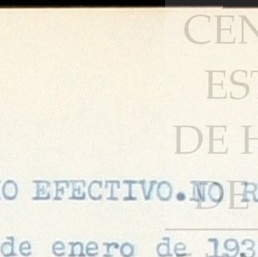 CEN
EST
DE H
DE
O EFECTIVO.NO R
de enero de 193